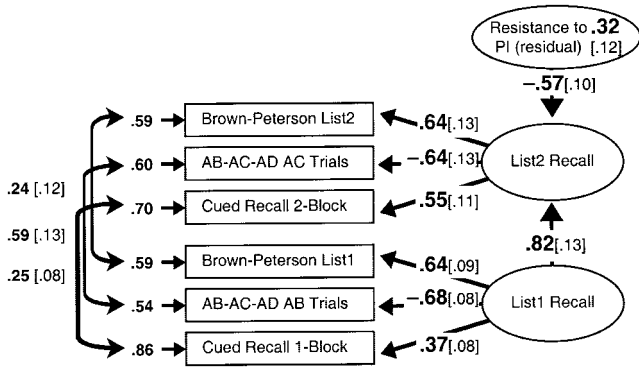 Resistance to .32
PI (residual) [.12]
–.57[.10]
.59 Brown-Peterson List2 .64[.13]
.60 AB-AC-AD AC Trials –.64[.13] List2 Recall
.24 [.12]
.70 Cued Recall 2-Block .55[.11]
.59 [.13]
.82[.13]
.59 Brown-Peterson List1 .64[.09]
.25 [.08]
.54 AB-AC-AD AB Trials –.68[.08] List1 Recall
.86 Cued Recall 1-Block .37[.08]